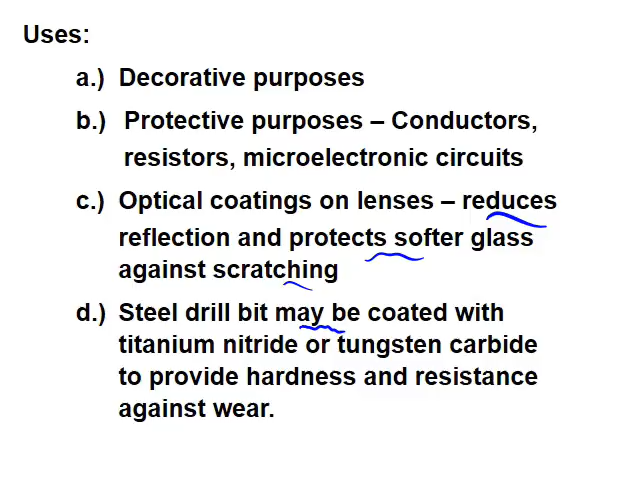 Uses:
a.) Decorative purposes
b.) Protective purposes – Conductors,
resistors, microelectronic circuits
c.) Optical coatings on lenses – reduces
reflection and protects softer glass
against scratching
d.) Steel drill bit may be coated with
titanium nitride or tungsten carbide
to provide hardness and resistance
against wear.